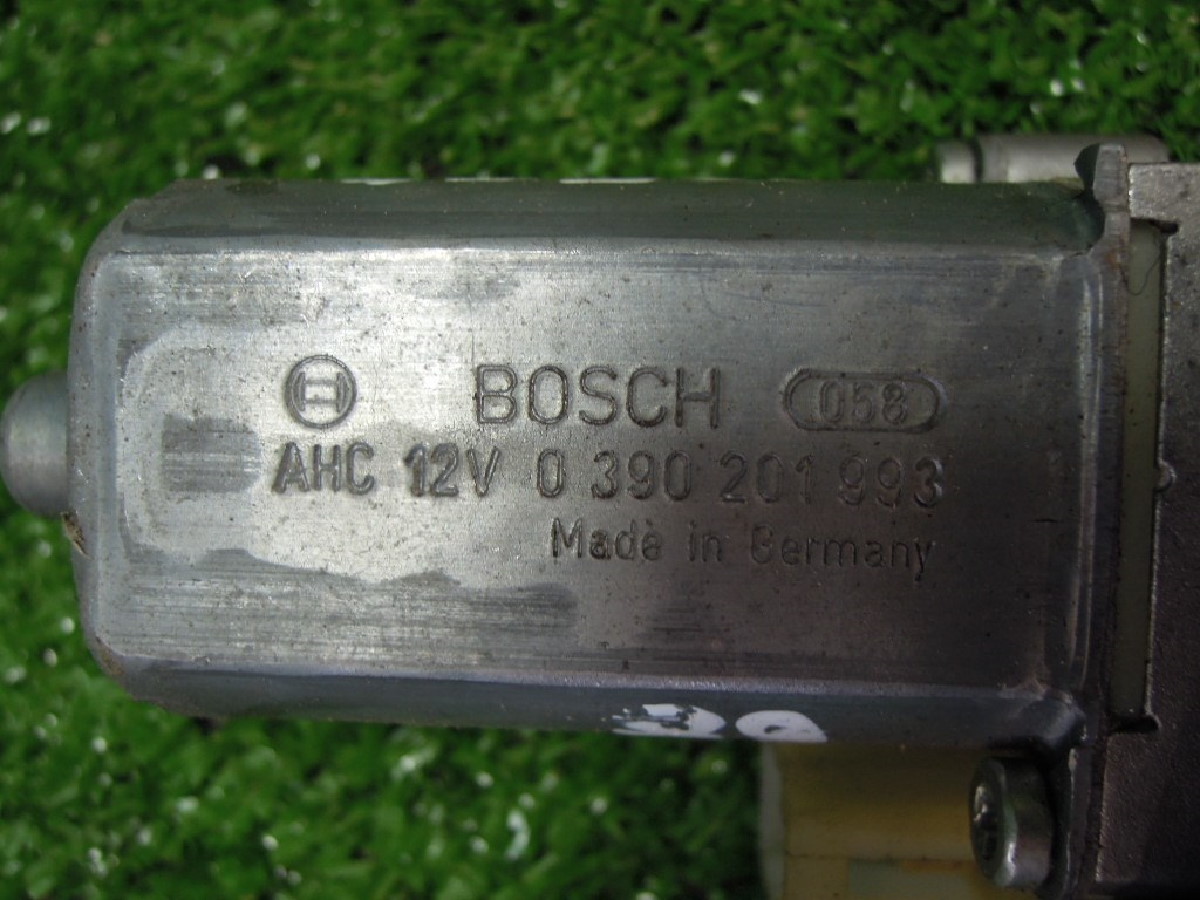 BOSCH 058
AHC 12V 0 390 201 993
Made in Germany